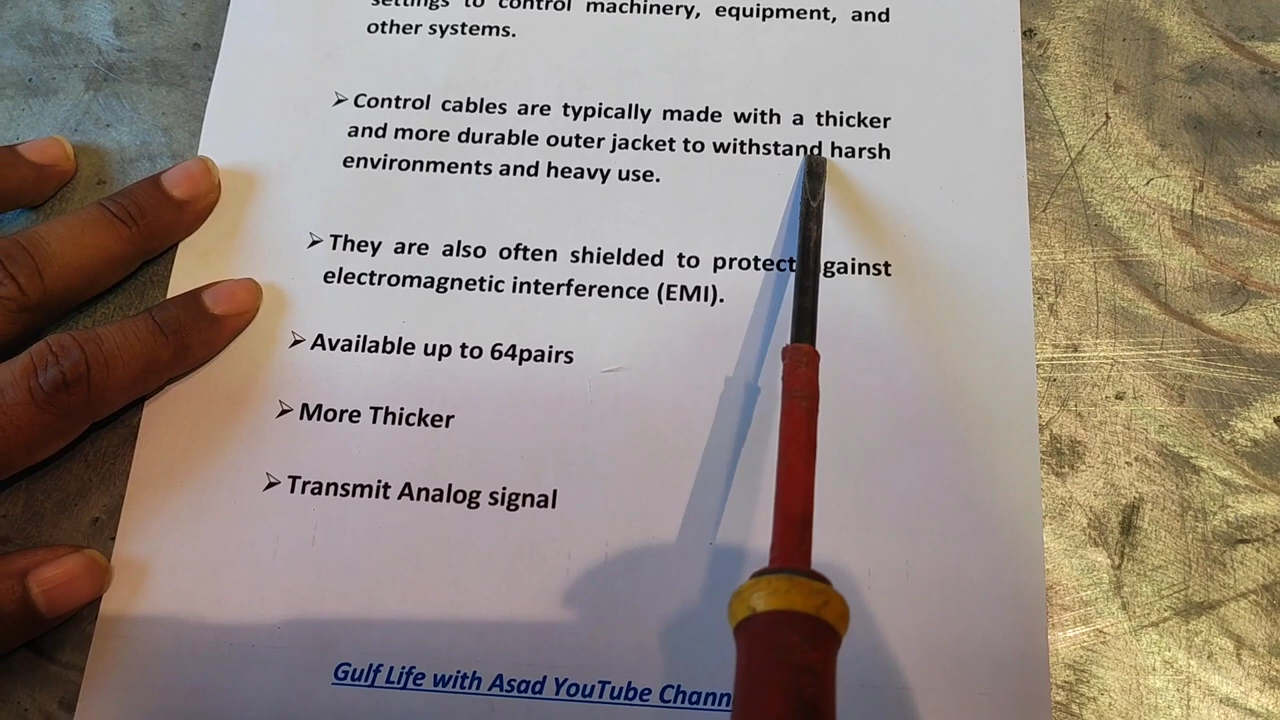 settings to control machinery, equipment, and
other systems.
➢ Control cables are typically made with a thicker
and more durable outer jacket to withstand harsh
environments and heavy use.
➢ They are also often shielded to protect gainst
electromagnetic interference (EMI).
➢ Available up to 64pairs
➢ More Thicker
➢ Transmit Analog signal
Gulf Life with Asad YouTube Chann